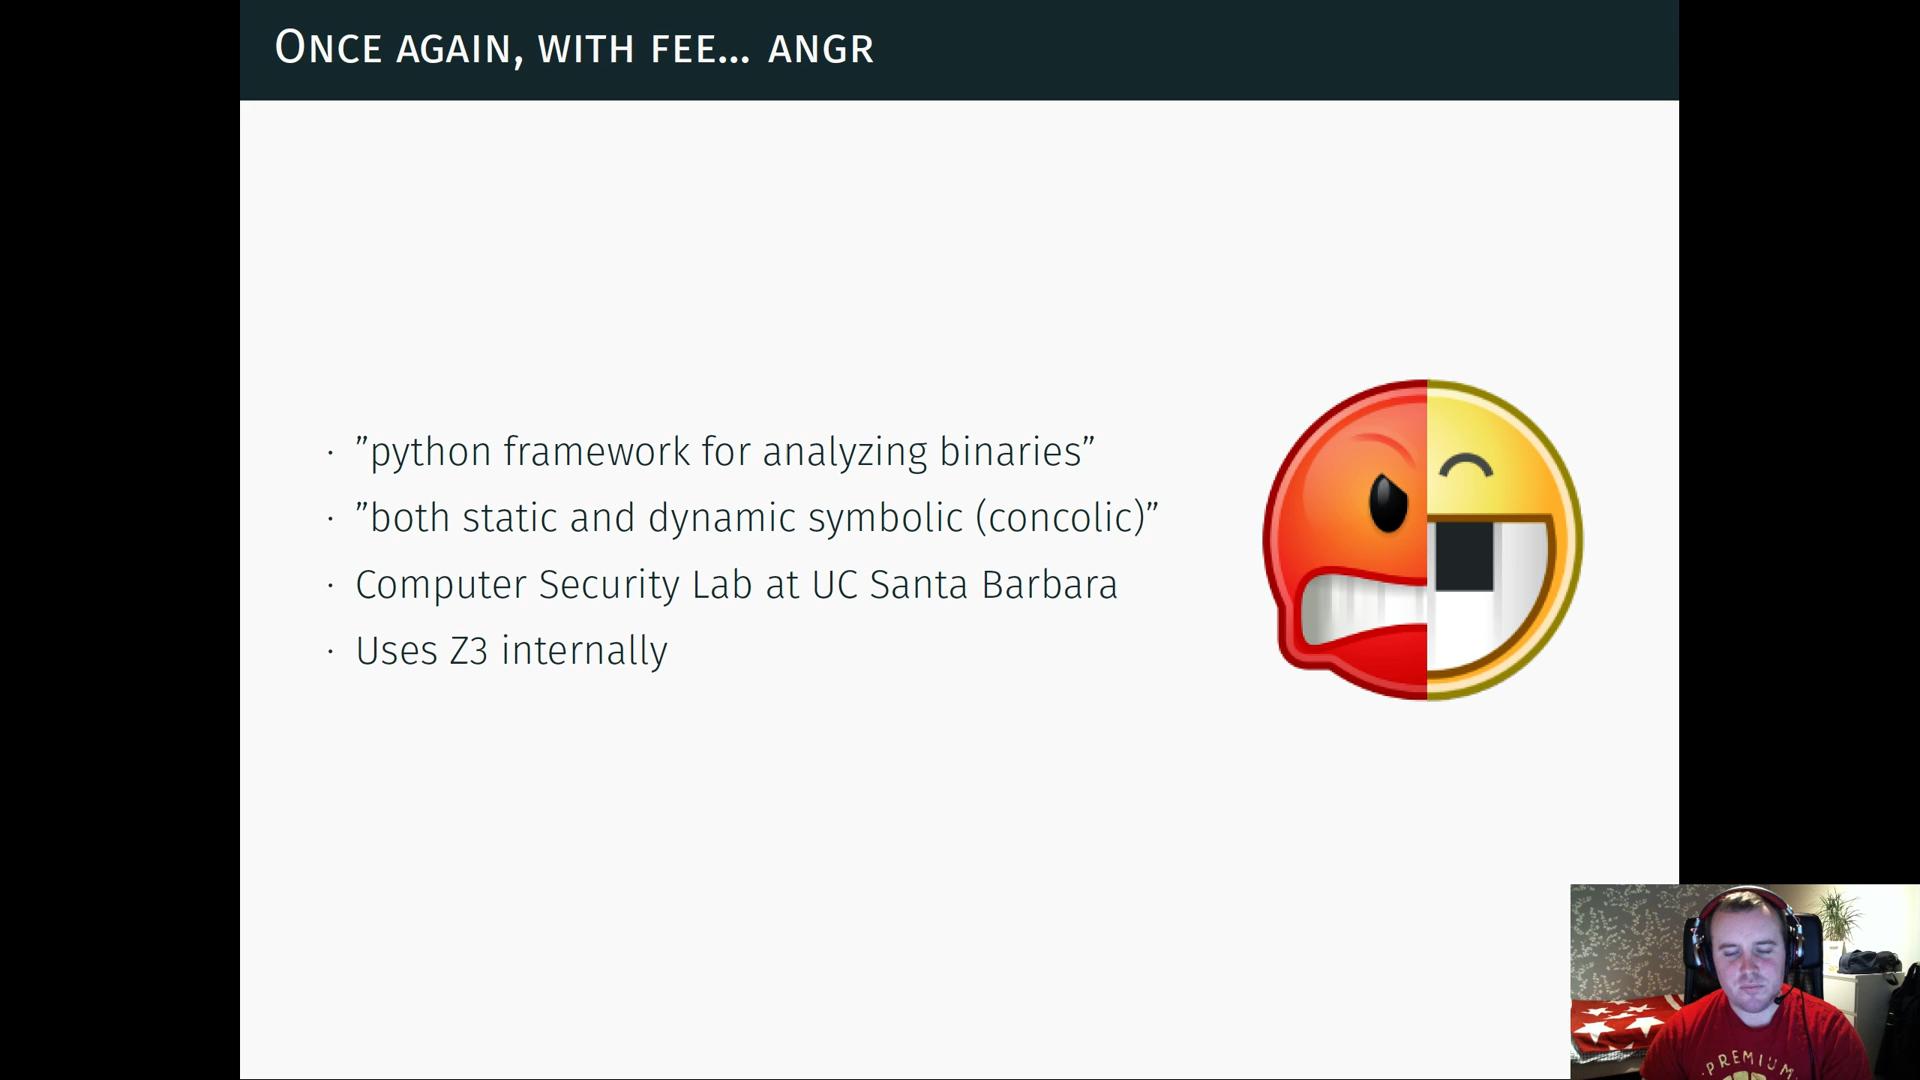 Once again, with fee... angr
· ”python framework for analyzing binaries”
· ”both static and dynamic symbolic (concolic)”
· Computer Security Lab at UC Santa Barbara
· Uses Z3 internally
PREMIUM